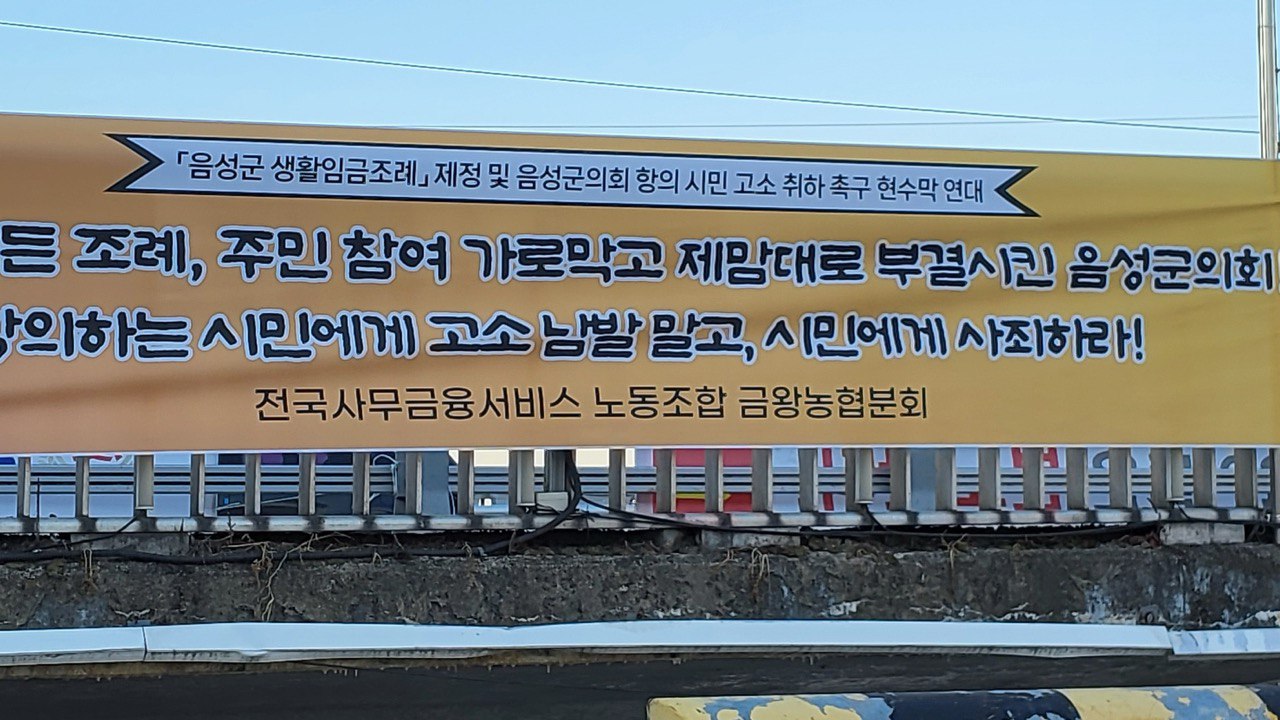 「음성군 생활임금조례」 제정 및 음성군의회 항의 시민 고소 취하 촉구 현수막 연대
든 조례, 주민 참여 가로막고 제맘대로 부결시킨 음성군의회
항의하는 시민에게 고소 남발 말고, 시민에게 사죄하라!
전국사무금융서비스 노동조합 금왕농협분회